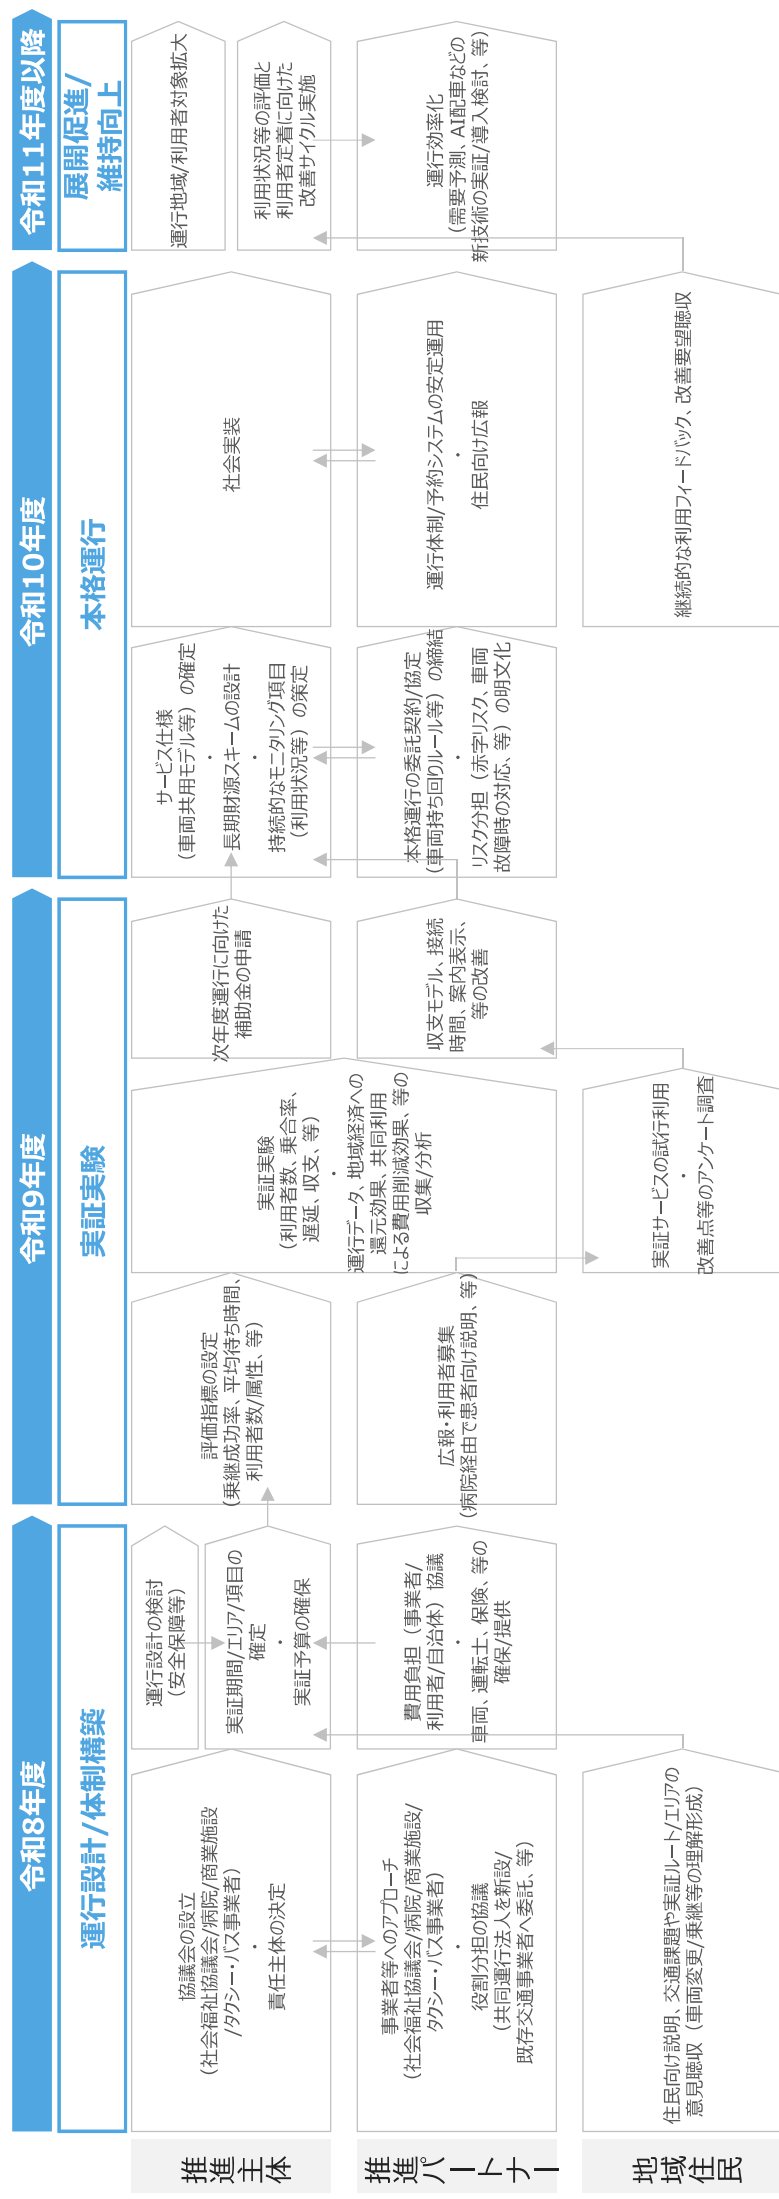 令和8年度
令和9年度
令和10年度
令和11年度以降
運行設計/体制構築
実証実験
本格運行
展開促進/
維持向上
推進
主体
協議会の設立
（社会福祉協議会/病院/商業施設
/タクシー・バス事業者）
・
責任主体の決定
運行設計の検討
（安全保障等）
実証期間/エリア/項目の
確定
・
実証予算の確保
評価指標の設定
（乗継成功率、平均待ち時間、
利用者数/属性、等）
実証実験
（利用者数、乗合率、
遅延、収支、等）
・
運行データ、地域経済への
還元効果、共同利用
による費用削減効果、等の
収集/分析
次年度運行に向けた
補助金の申請
サービス仕様
（車両共用モデル等）の確定
・
長期財源スキームの設計
・
持続的なモニタリング項目
（利用状況等）の策定
社会実装
運行地域/利用者対象拡大
利用状況等の評価と
利用者定着に向けた
改善サイクル実施
推進
パートナー
事業者等へのアプローチ
（社会福祉協議会/病院/商業施設/
タクシー・バス事業者）
・
役割分担の協議
（共同運行法人を新設/
既存交通事業者へ委託、等）
費用負担（事業者/
利用者/自治体）協議
・
車両、運転士、保険、等の
確保/提供
広報・利用者募集
（病院経由で患者向け説明、等）
収支モデル、接続
時間、案内表示、
等の改善
本格運行の委託契約/協定
（車両持ち回りルール等）の締結
・
リスク分担（赤字リスク、車両
故障時の対応、等）の明文化
運行体制/予約システムの安定運用
・
住民向け広報
運行効率化
（需要予測、AI配車などの
新技術の実証/導入検討、等）
地域
住民
住民向け説明、交通課題や実証ルート/エリアの
意見聴収（車両変更/乗継等の理解形成）
実証サービスの試行利用
・
改善点等のアンケート調査
継続的な利用フィードバック、改善要望聴収